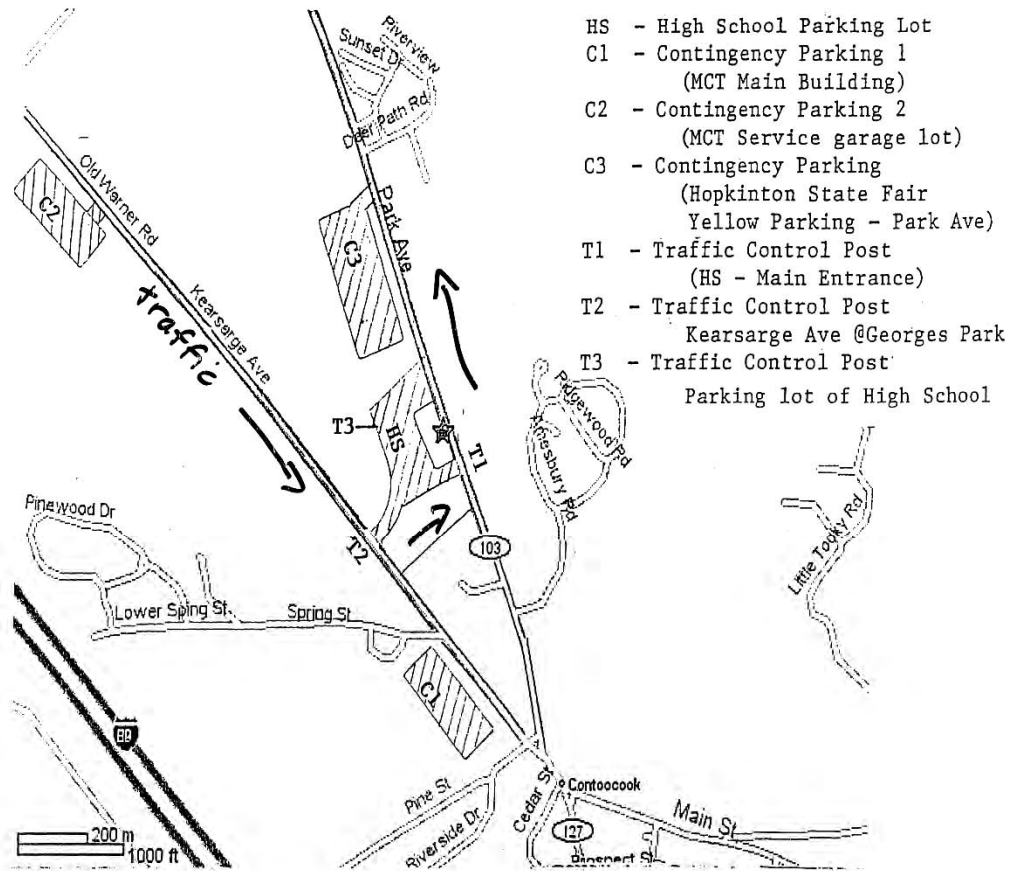 HS - High School Parking Lot
C1 - Contingency Parking 1
(MCT Main Building)
C2 - Contingency Parking 2
(MCT Service garage lot)
C3 - Contingency Parking
(Hopkinton State Fair
Yellow Parking - Park Ave)
T1 - Traffic Control Post
(HS - Main Entrance)
T2 - Traffic Control Post
Kearsarge Ave @Georges Park
T3 - Traffic Control Post
Parking lot of High School
Riverview
Sunset Dr
Deer Path Rd
Old Warner Rd
C2
Park Ave
C3
Kearsarge Ave
traffic
Ridgewood Rd
Amesbury Rd
T3
HS
T1
Little Tooky Rd
Pinewood Dr
T2
103
Lower Sping St
Spring St
C1
89
Contoocook
Pine St
Cedar St
Main St
Riverside Dr
127
Prospect St
200 m
1000 ft